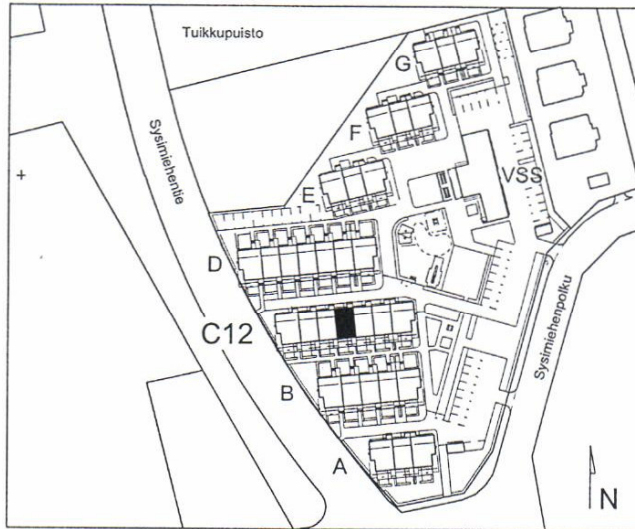 Tuikkupuisto
G
F
Sysimiehentie
VSS
E
D
C12
Sysimiehenpolku
B
A
N